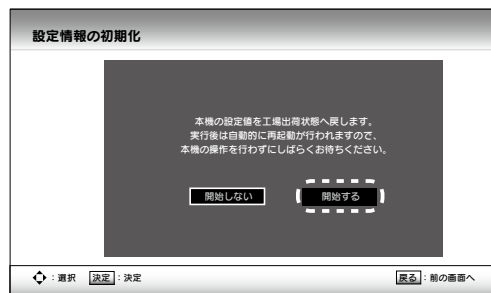 設定情報の初期化
本機の設定値を工場出荷状態へ戻します。
実行後は自動的に再起動が行われますので、
本機の操作を行わずにしばらくお待ちください。
開始しない 開始する
：選択 決定：決定 戻る：前の画面へ